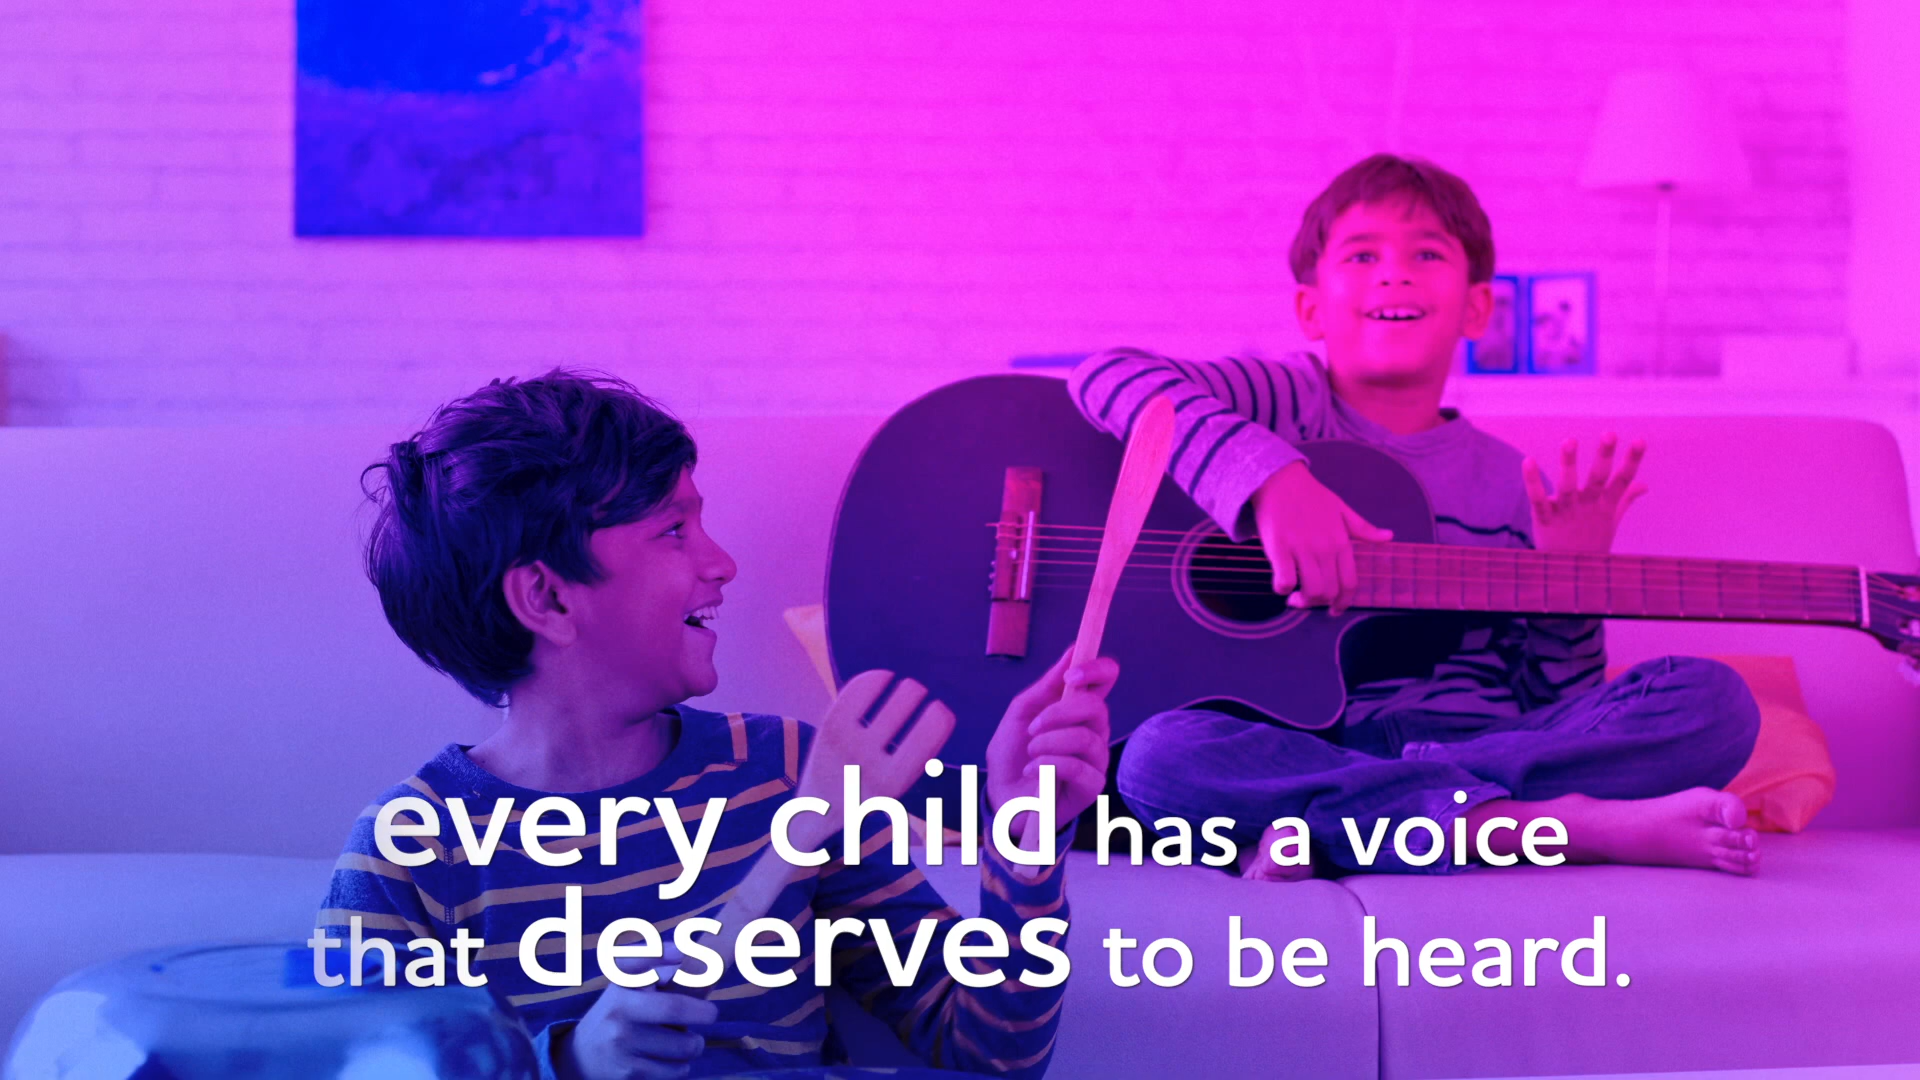 every child has a voice
that deserves to be heard.